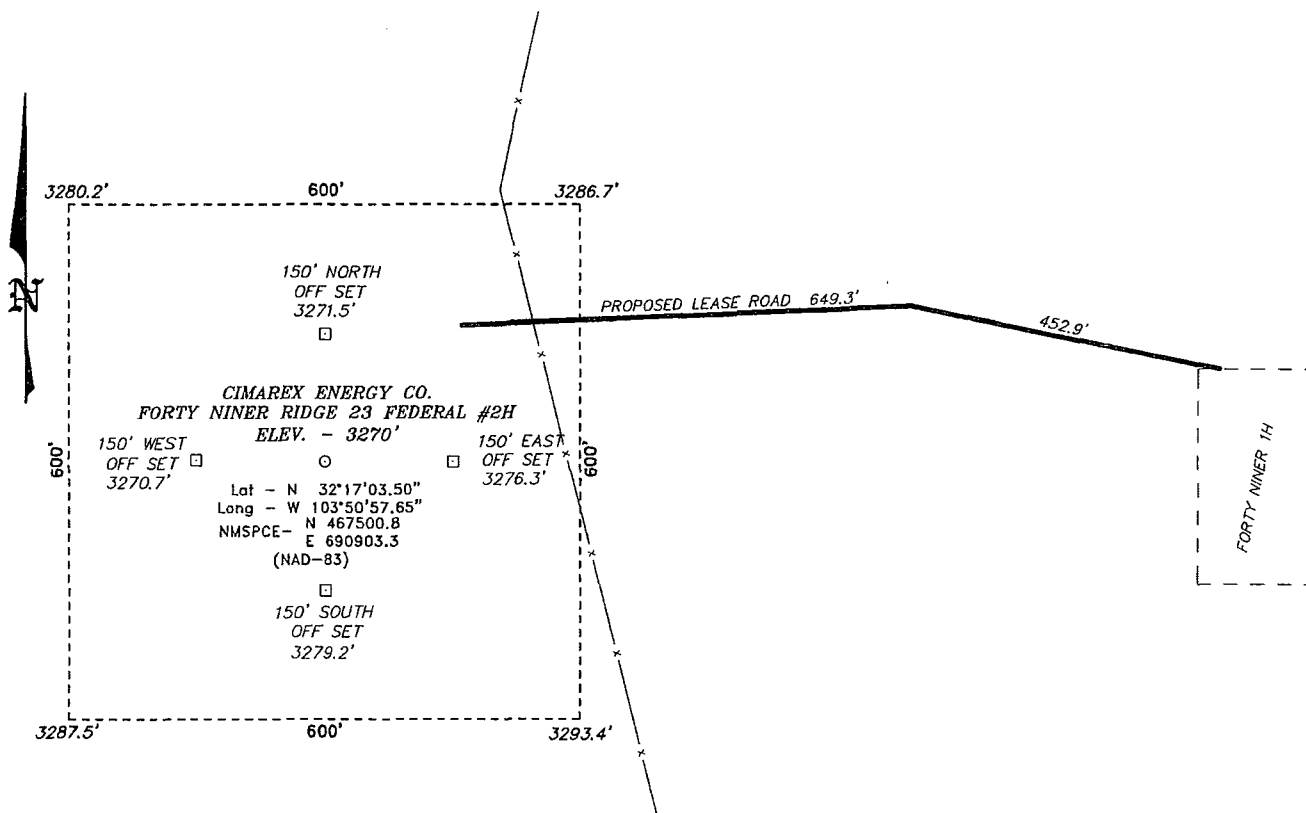 3280.2'
600'
3286.7'
150' NORTH
OFF SET
3271.5'
PROPOSED LEASE ROAD 649.3'
452.9'
N
CIMAREX ENERGY CO.
FORTY NINER RIDGE 23 FEDERAL #2H
ELEV. - 3270'
600'
150' WEST
OFF SET
3270.7'
150' EAST
OFF SET
3276.3'
600'
Lat - N 32°17'03.50"
Long - W 103°50'57.65"
NMSPCE- N 467500.8
E 690903.3
(NAD-83)
FORTY NINER 1H
150' SOUTH
OFF SET
3279.2'
3287.5'
600'
3293.4'